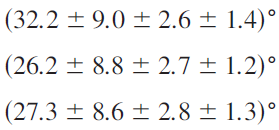 (32.2 ± 9.0 ± 2.6 ± 1.4)°
(26.2 ± 8.8 ± 2.7 ± 1.2)°
(27.3 ± 8.6 ± 2.8 ± 1.3)°